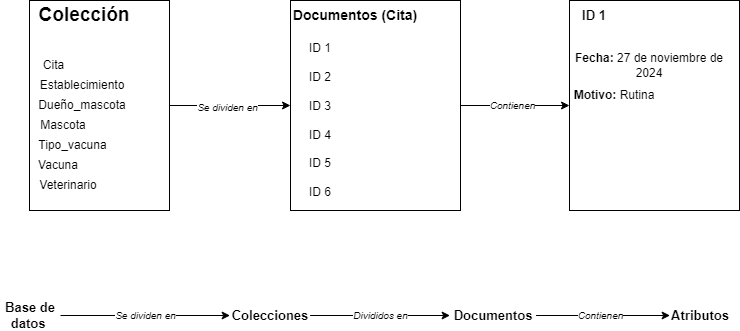 Colección
Cita
Establecimiento
Dueño_mascota
Mascota
Tipo_vacuna
Vacuna
Veterinario
Se dividen en
Documentos (Cita)
ID 1
ID 2
ID 3
ID 4
ID 5
ID 6
Contienen
ID 1
Fecha: 27 de noviembre de
2024
Motivo: Rutina
Base de
datos
Se dividen en
Colecciones
Divididos en
Documentos
Contienen
Atributos